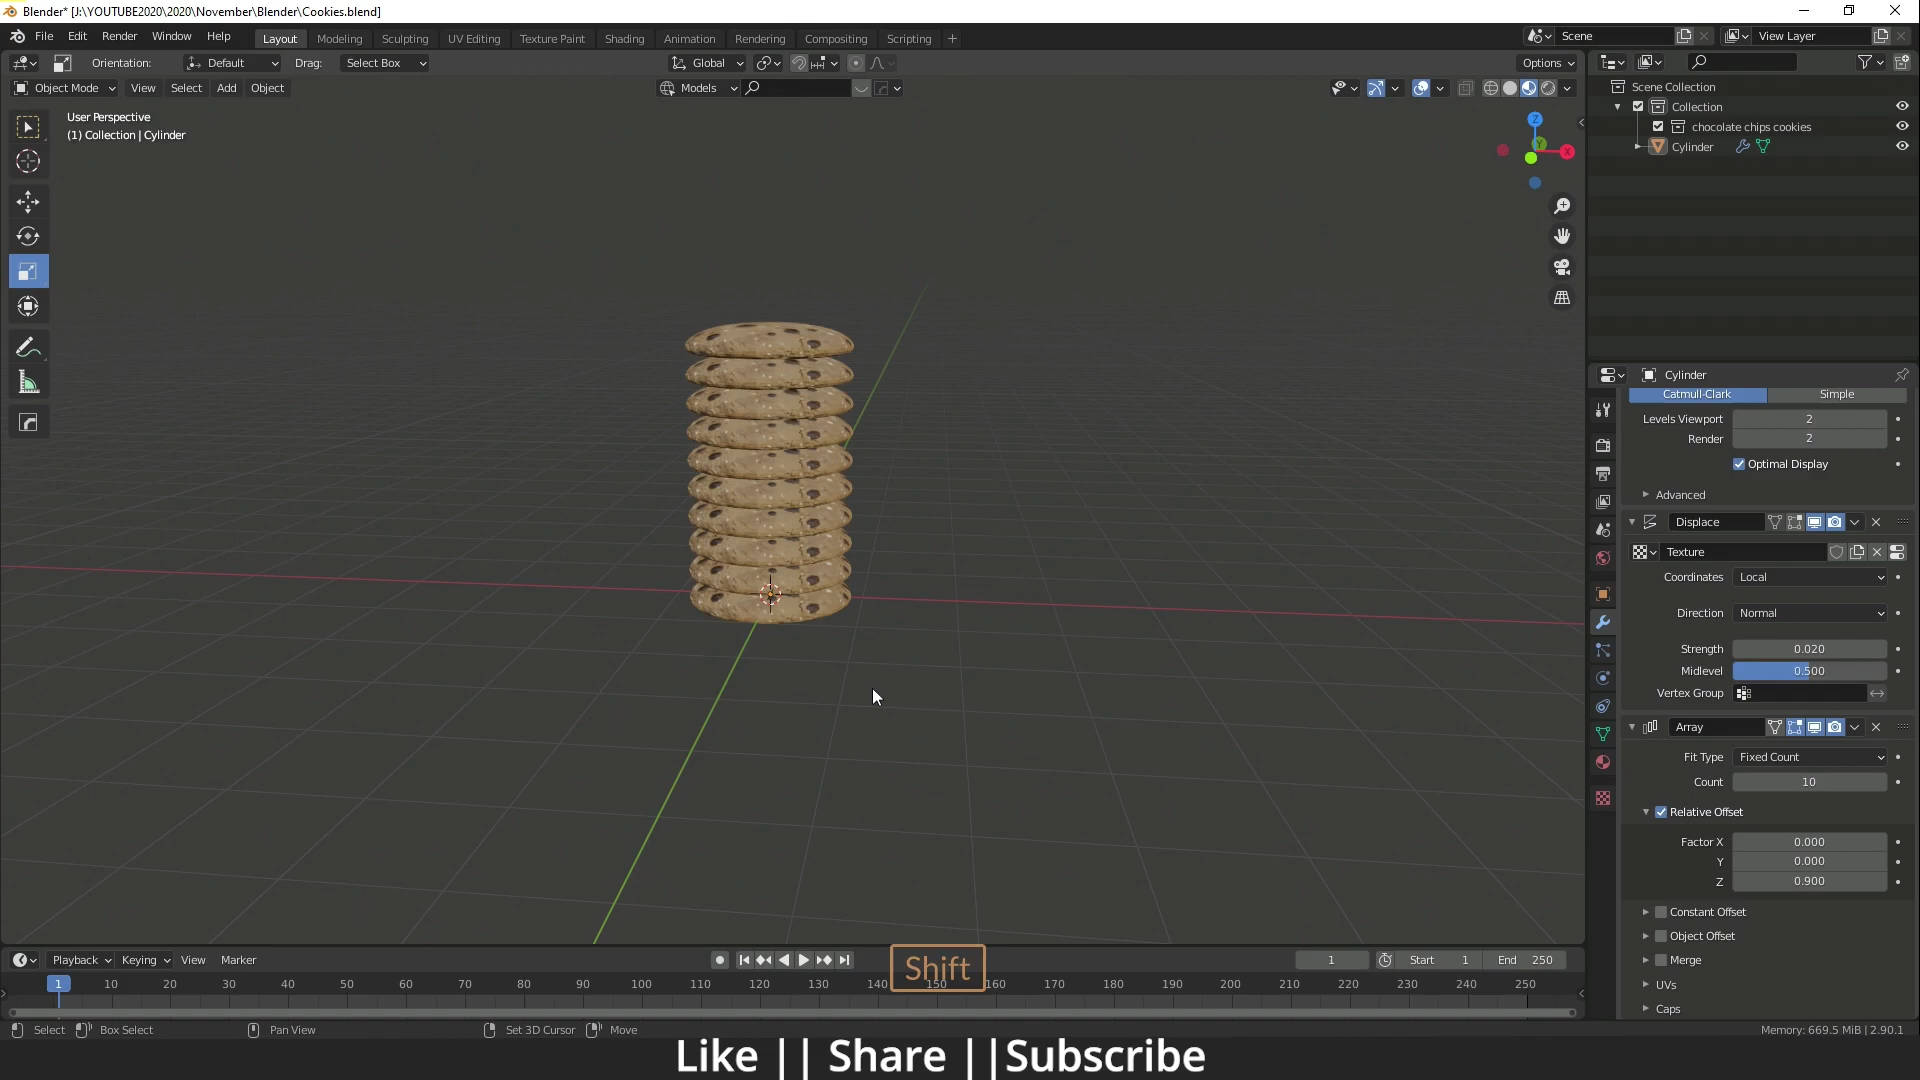 Blender* [J:\YOUTUBE2020\2020\November\Blender\Cookies.blend]
File Edit Render Window Help Layout Modeling Sculpting UV Editing Texture Paint Shading Animation Rendering Compositing Scripting + Scene View Layer
Orientation: Default Drag: Select Box Global Options
Object Mode View Select Add Object Models
User Perspective
(1) Collection | Cylinder
Z
Y
X
Scene Collection
Collection
chocolate chips cookies
Cylinder
Cylinder
Catmull-Clark Simple
Levels Viewport 2
Render 2
Optimal Display
Advanced
Displace
Texture
Coordinates Local
Direction Normal
Strength 0.020
Midlevel 0.500
Vertex Group
Array
Fit Type Fixed Count
Count 10
Relative Offset
Factor X 0.000
Y 0.000
Z 0.900
Constant Offset
Object Offset
Merge
UVs
Caps
Playback Keying View Marker 1 Start 1 End 250
Shift
1 10 20 30 40 50 60 70 80 90 100 110 120 130 140 150 160 170 180 190 200 210 220 230 240 250
Select Box Select Pan View Set 3D Cursor Move Memory: 669.5 MiB | 2.90.1
Like || Share ||Subscribe